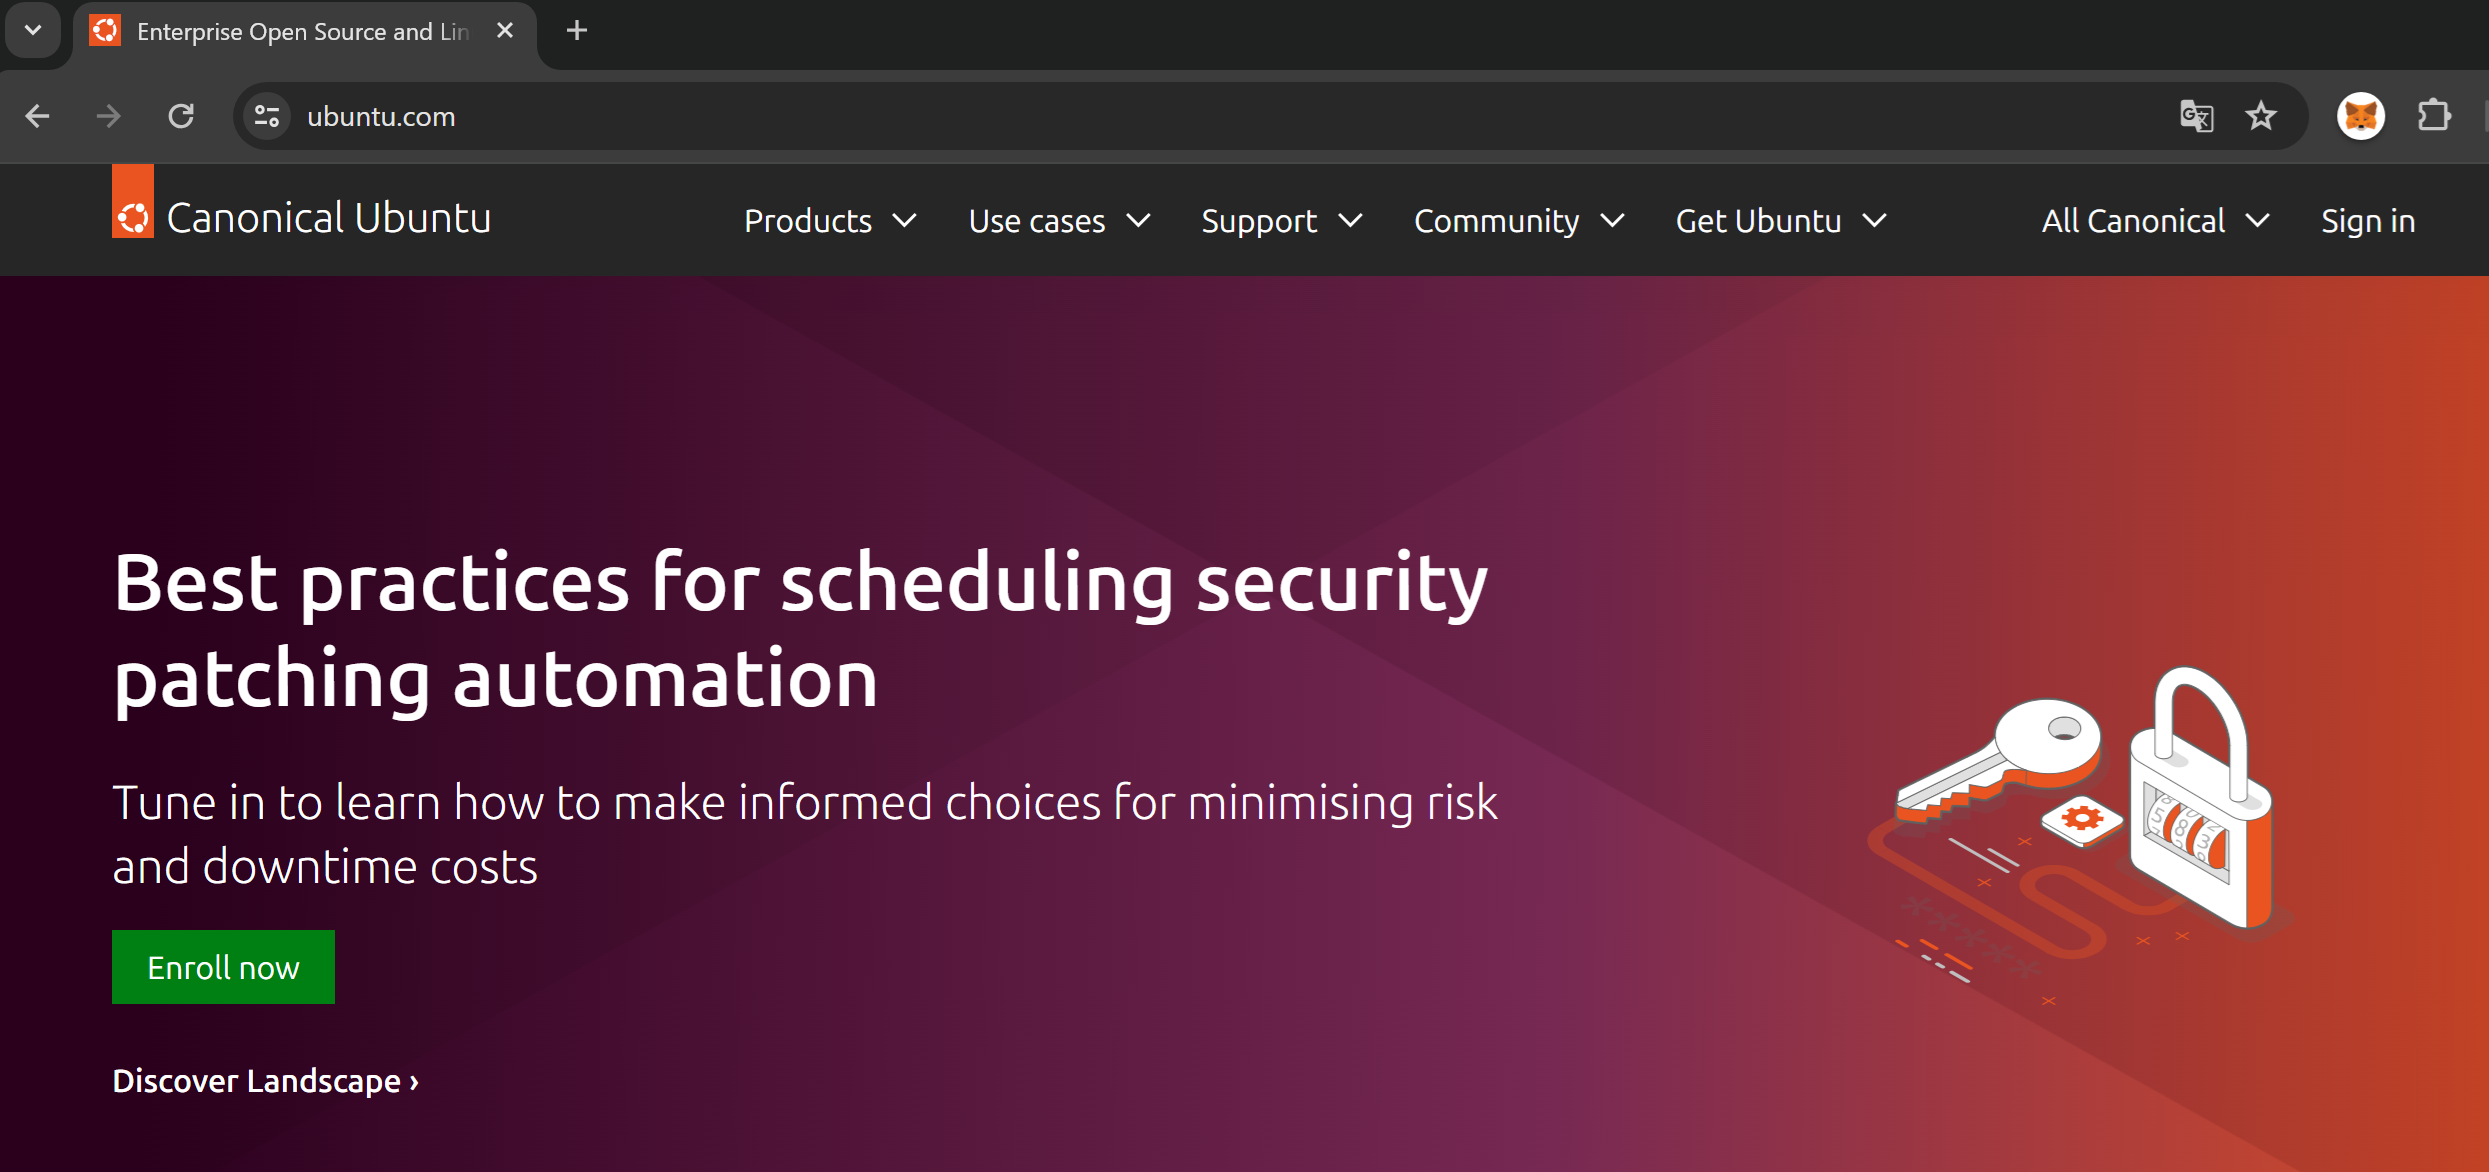 Enterprise Open Source and Lin
ubuntu.com
Canonical Ubuntu
Products
Use cases
Support
Community
Get Ubuntu
All Canonical
Sign in
Best practices for scheduling security
patching automation
Tune in to learn how to make informed choices for minimising risk
and downtime costs
Enroll now
Discover Landscape ›